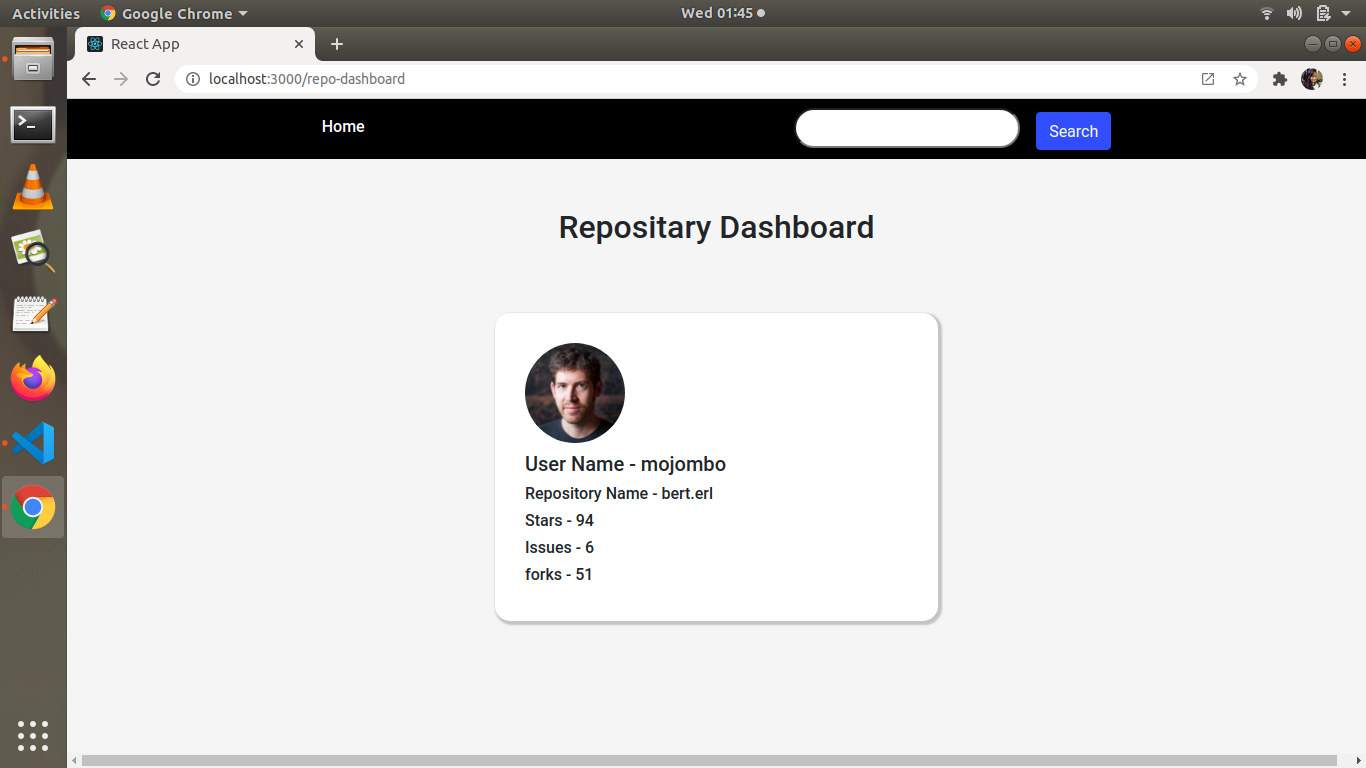 Activities
Google Chrome
Wed 01:45
React App
localhost:3000/repo-dashboard
Home
Search
Repositary Dashboard
User Name - mojombo
Repository Name - bert.erl
Stars - 94
Issues - 6
forks - 51